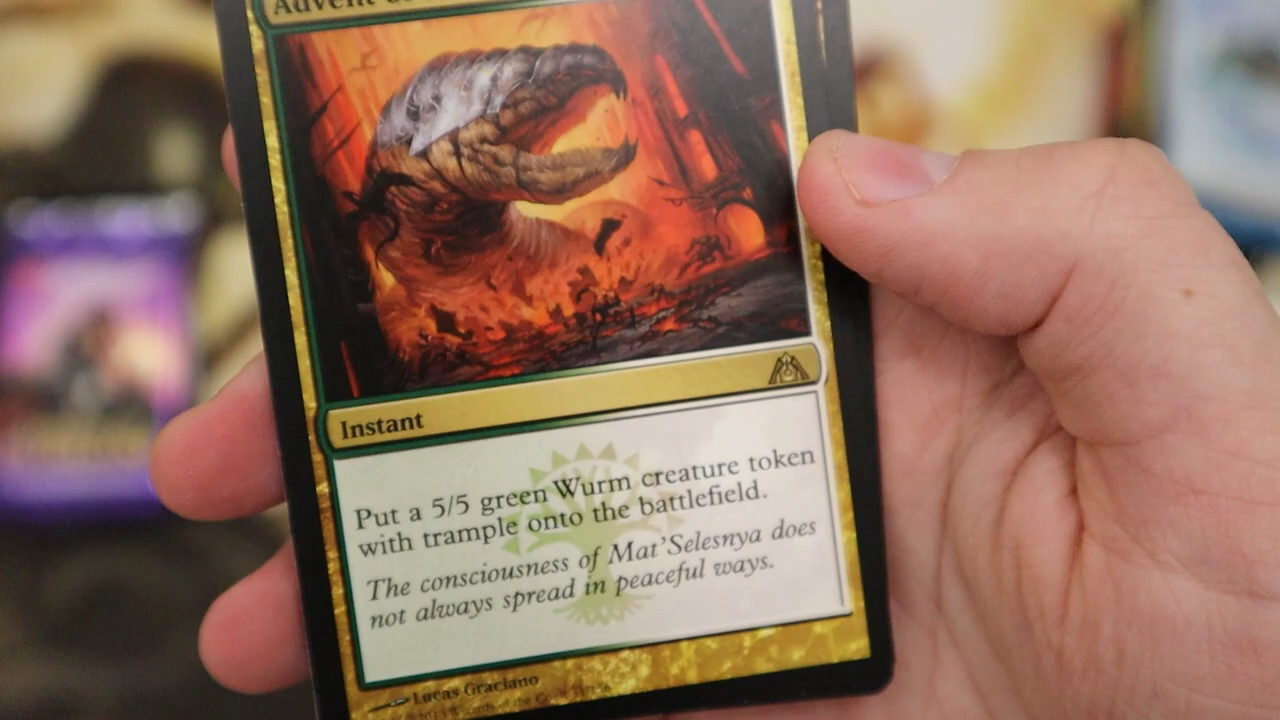 Advent
Instant
Put a 5/5 green Wurm creature token
with trample onto the battlefield.
The consciousness of Mat'Selesnya does
not always spread in peaceful ways.
Lucas Graciano